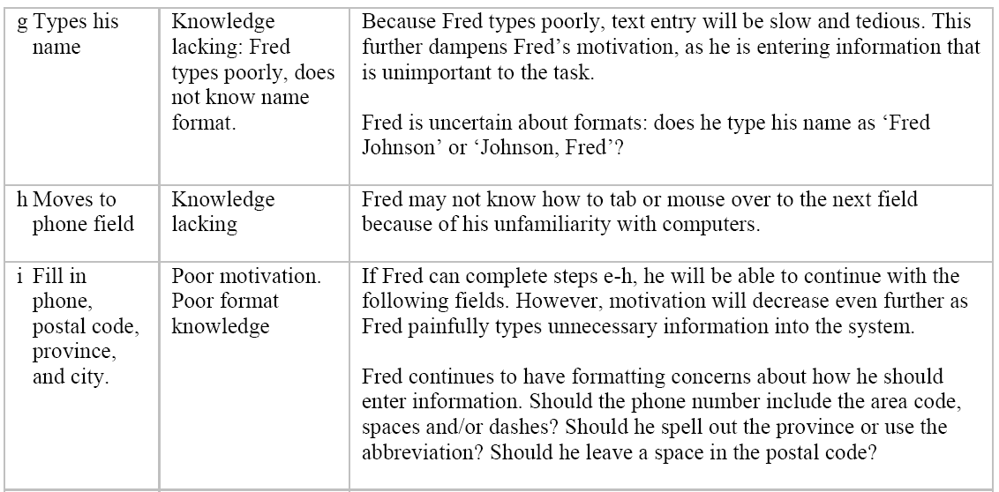 g Types his name
Knowledge lacking: Fred types poorly, does not know name format.
Because Fred types poorly, text entry will be slow and tedious. This
further dampens Fred’s motivation, as he is entering information that
is unimportant to the task.
Fred is uncertain about formats: does he type his name as ‘Fred
Johnson’ or ‘Johnson, Fred’?
h Moves to
phone field
Knowledge
lacking
Fred may not know how to tab or mouse over to the next field
because of his unfamiliarity with computers.
i Fill in
phone,
postal code,
province,
and city.
Poor motivation.
Poor format
knowledge
If Fred can complete steps e-h, he will be able to continue with the
following fields. However, motivation will decrease even further as
Fred painfully types unnecessary information into the system.
Fred continues to have formatting concerns about how he should
enter information. Should the phone number include the area code,
spaces and/or dashes? Should he spell out the province or use the
abbreviation? Should he leave a space in the postal code?